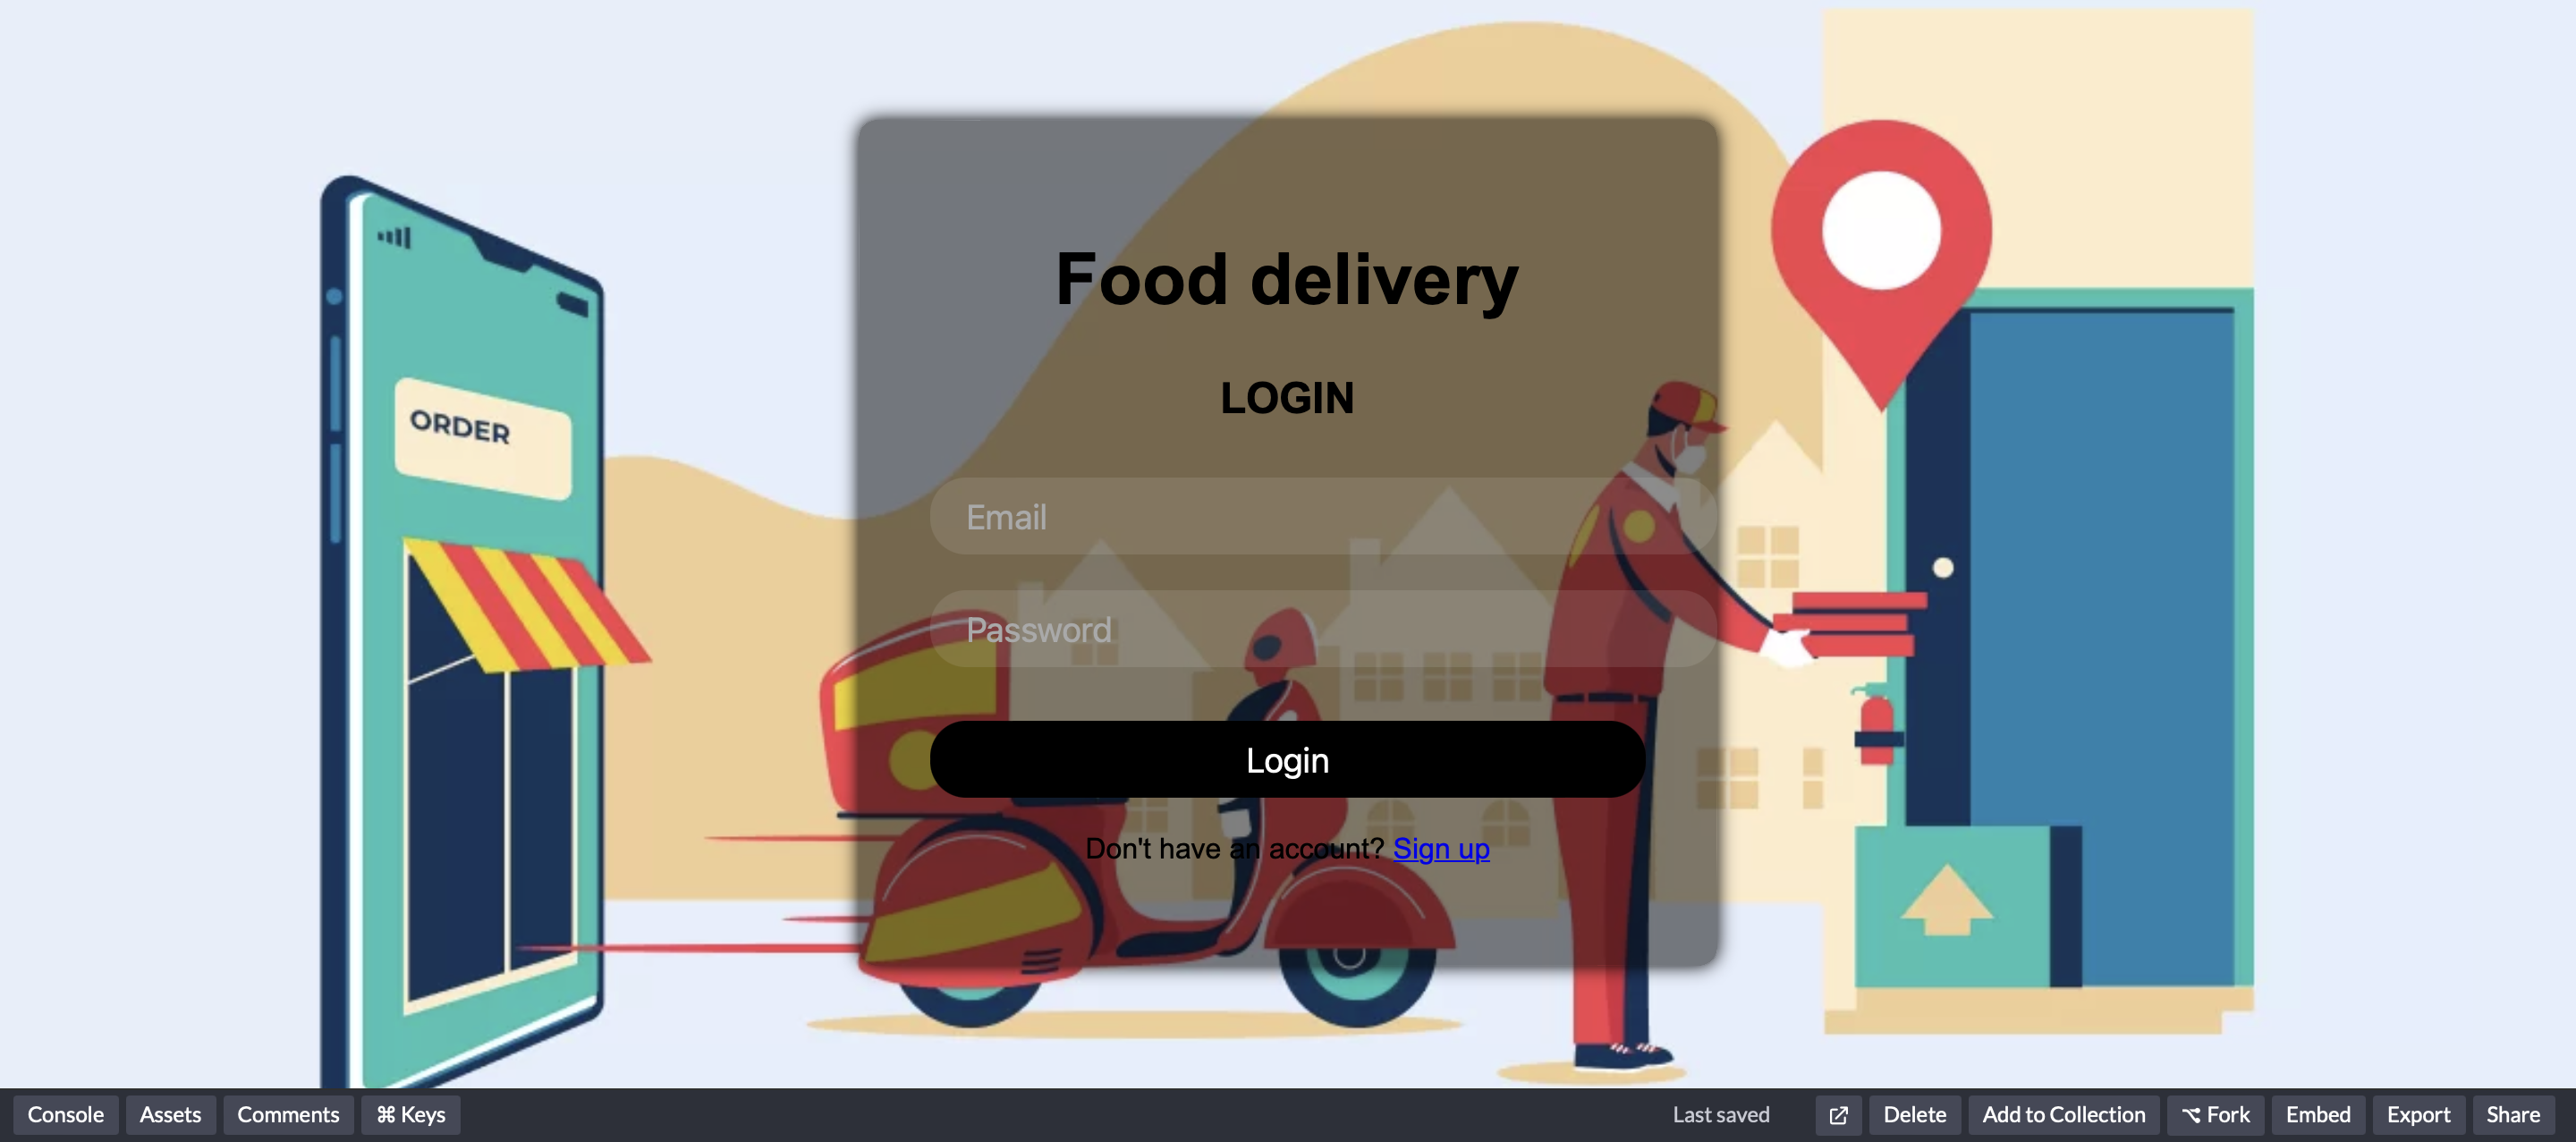 Food delivery
LOGIN
ORDER
Email
Password
Login
Don't have an account? Sign up
Console Assets Comments ⌘ Keys Last saved Delete Add to Collection Fork Embed Export Share